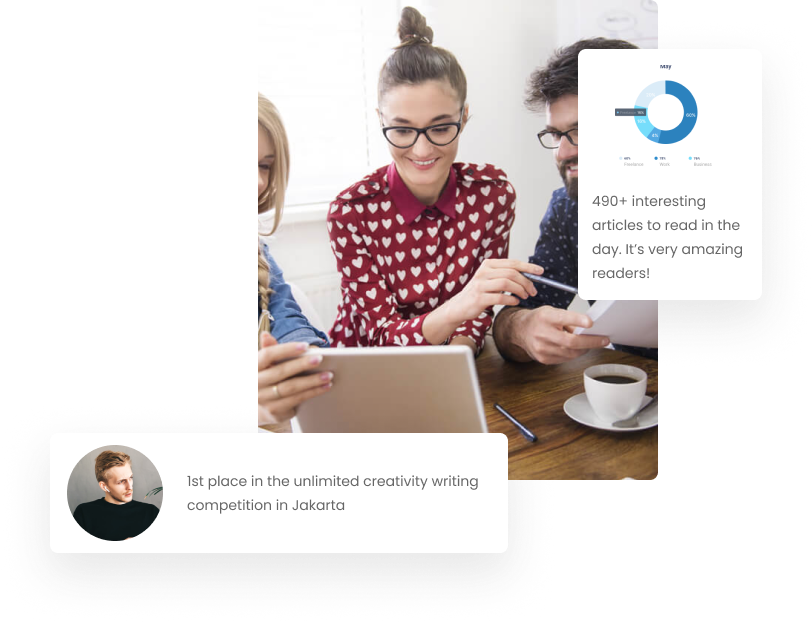 May
60%
490+ interesting
articles to read in the
day. It’s very amazing
readers!
1st place in the unlimited creativity writing
competition in Jakarta